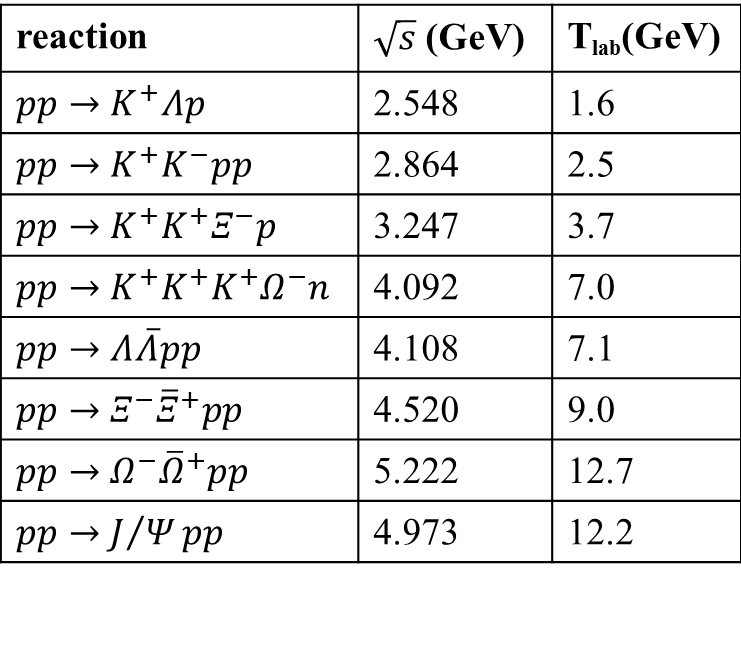 reaction √s (GeV) T_lab(GeV)
pp → K⁺Λp 2.548 1.6
pp → K⁺K⁻pp 2.864 2.5
pp → K⁺K⁺Ξ⁻p 3.247 3.7
pp → K⁺K⁺K⁺Ω⁻n 4.092 7.0
pp → ΛΛ̄pp 4.108 7.1
pp → Ξ⁻Ξ̄⁺pp 4.520 9.0
pp → Ω⁻Ω̄⁺pp 5.222 12.7
pp → J/Ψ pp 4.973 12.2